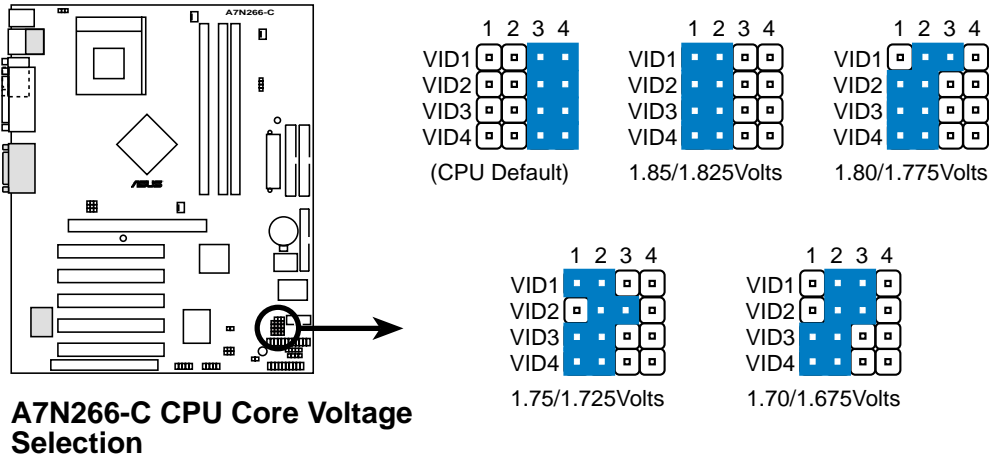 A7N266-C
/ISUS
1 2 3 4
VID1
VID2
VID3
VID4
(CPU Default)
1 2 3 4
VID1
VID2
VID3
VID4
1.85/1.825Volts
1 2 3 4
VID1
VID2
VID3
VID4
1.80/1.775Volts
1 2 3 4
VID1
VID2
VID3
VID4
1.75/1.725Volts
1 2 3 4
VID1
VID2
VID3
VID4
1.70/1.675Volts
A7N266-C CPU Core Voltage
Selection